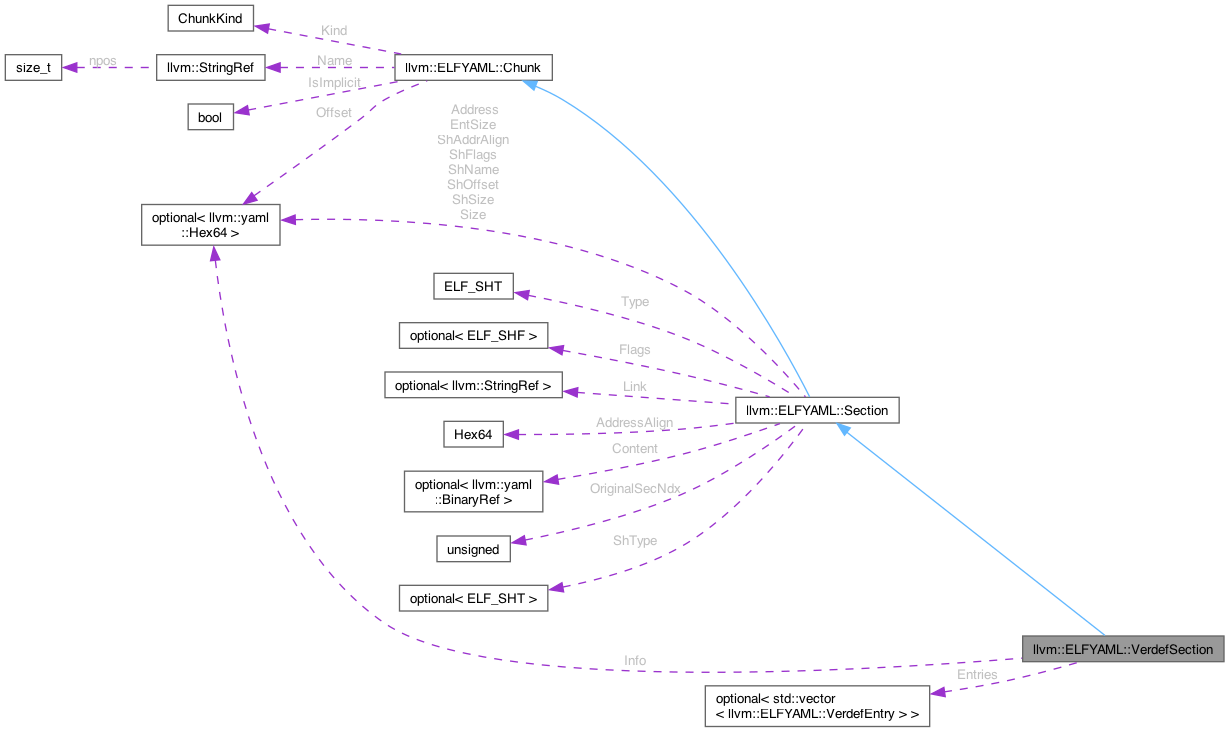 ChunkKind
Kind
size_t
npos
llvm::StringRef
Name
llvm::ELFYAML::Chunk
IsImplicit
bool
Offset
Address
EntSize
ShAddrAlign
ShFlags
ShName
ShOffset
ShSize
Size
optional< llvm::yaml
::Hex64 >
ELF_SHT
Type
optional< ELF_SHF >
Flags
optional< llvm::StringRef >
Link
llvm::ELFYAML::Section
Hex64
AddressAlign
Content
optional< llvm::yaml
::BinaryRef >
OriginalSecNdx
unsigned
ShType
optional< ELF_SHT >
llvm::ELFYAML::VerdefSection
Info
Entries
optional< std::vector
< llvm::ELFYAML::VerdefEntry > >